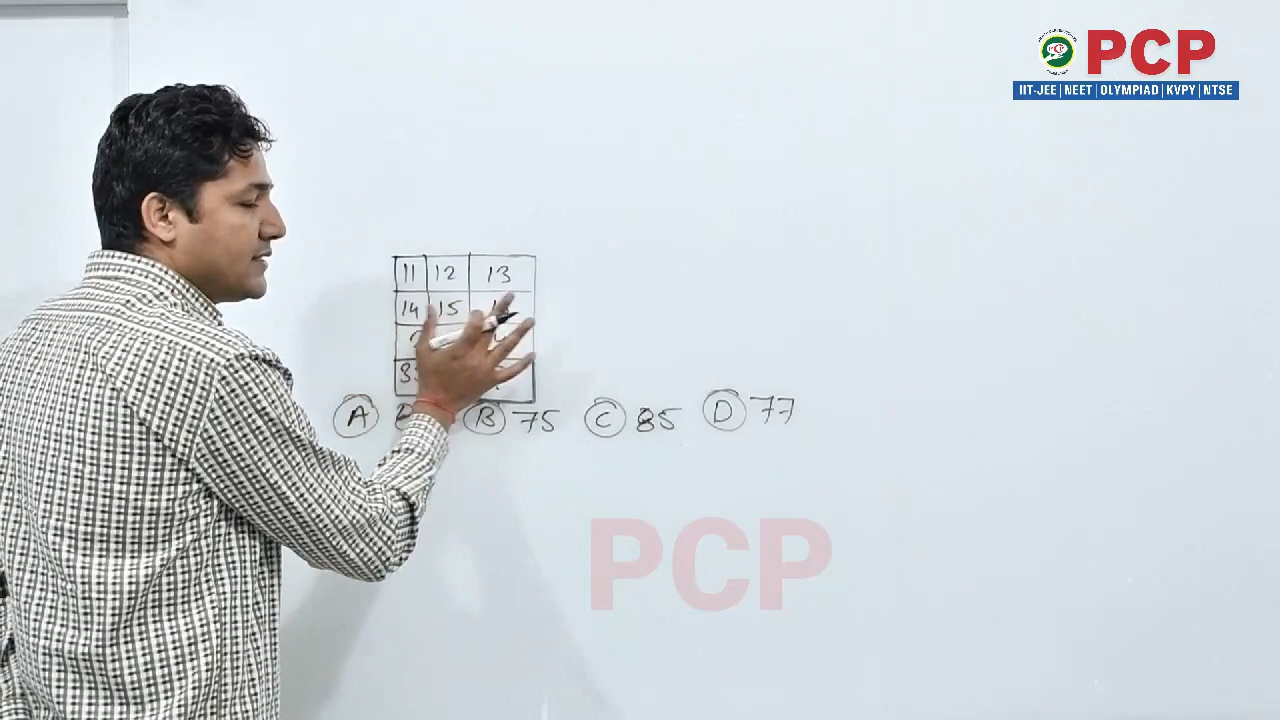 PCP
IIT-JEE | NEET | OLYMPIAD | KVPY | NTSE
11 12 13
14 15
A B 75 C 85 D 77
PCP